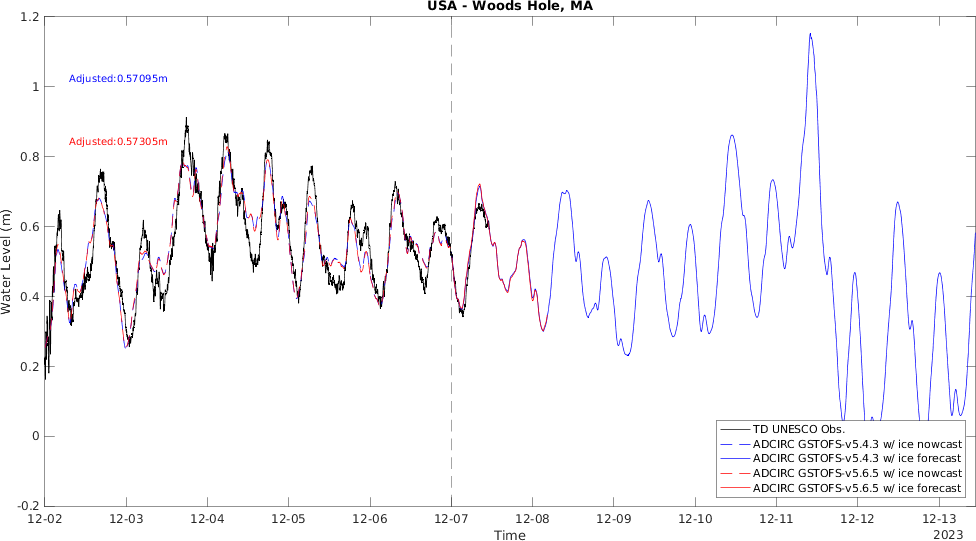 USA - Woods Hole, MA
1.2
1
0.8
0.6
0.4
0.2
0
-0.2
Water Level (m)
Adjusted:0.57095m
Adjusted:0.57305m
TD UNESCO Obs.
ADCIRC GSTOFS-v5.4.3 w/ ice nowcast
ADCIRC GSTOFS-v5.4.3 w/ ice forecast
ADCIRC GSTOFS-v5.6.5 w/ ice nowcast
ADCIRC GSTOFS-v5.6.5 w/ ice forecast
12-02 12-03 12-04 12-05 12-06 12-07 12-08 12-09 12-10 12-11 12-12 12-13
Time
2023